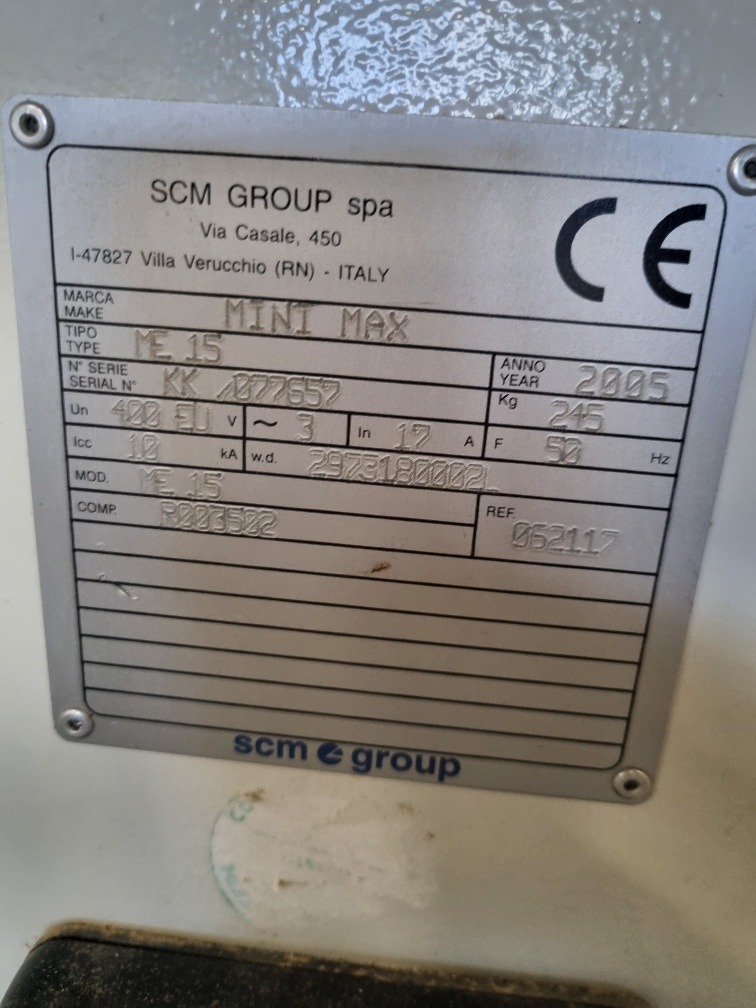 SCM GROUP spa
Via Casale, 450
I-47827 Villa Verucchio (RN) - ITALY
CE
MARCA
MAKE MINI MAX
TIPO
TYPE ME 15
ANNO
YEAR 2005
N° SERIE
SERIAL N° KK /077657
Kg 245
Un 400 EU V ~ 3 In 17 A F 50 Hz
Icc 10 kA w.d. 2973180002L
MOD. ME 15
COMP. R003502 REF. 062117
scm group